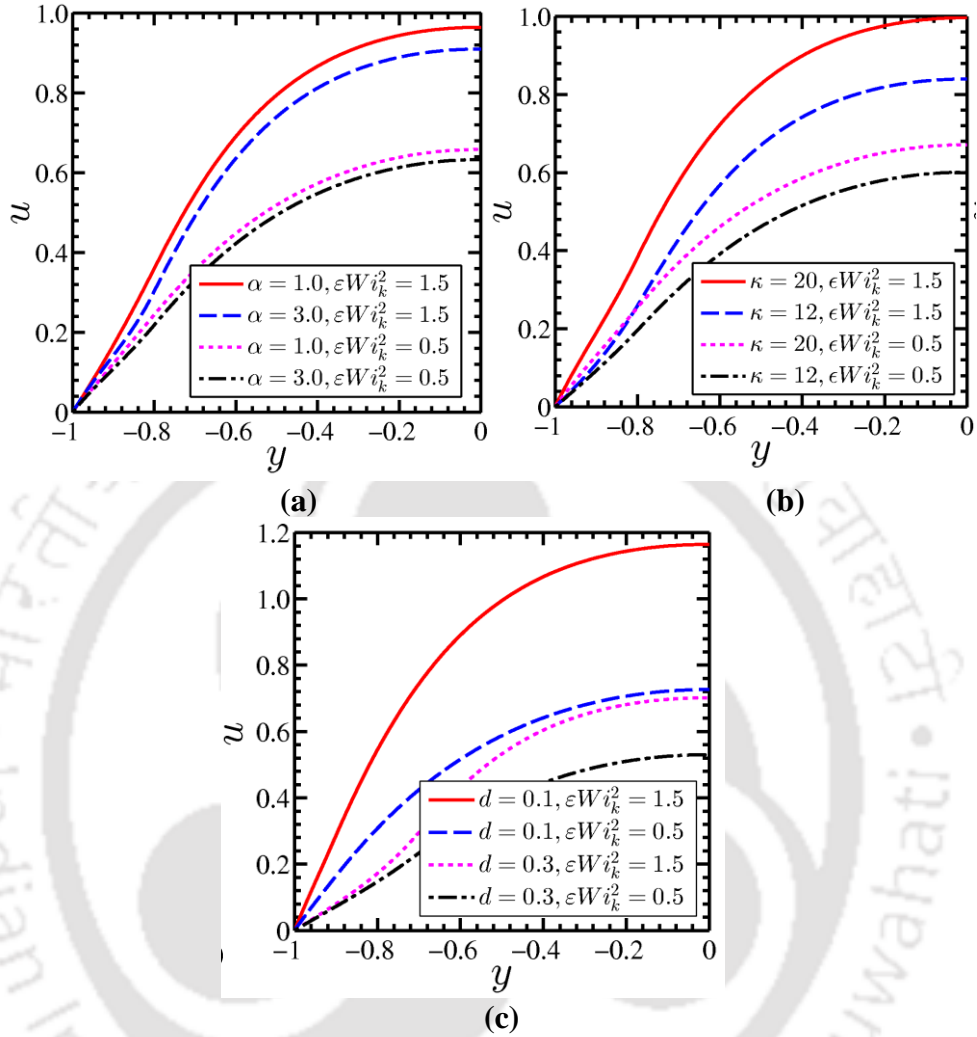 1.0
0.8
0.6
0.4
0.2
0
u
−1 −0.8 −0.6 −0.4 −0.2 0
y
α = 1.0, εWi_k^2 = 1.5
α = 3.0, εWi_k^2 = 1.5
α = 1.0, εWi_k^2 = 0.5
α = 3.0, εWi_k^2 = 0.5
(a)
1.0
0.8
0.6
0.4
0.2
0
u
−1 −0.8 −0.6 −0.4 −0.2 0
y
κ = 20, ϵWi_k^2 = 1.5
κ = 12, ϵWi_k^2 = 1.5
κ = 20, ϵWi_k^2 = 0.5
κ = 12, ϵWi_k^2 = 0.5
(b)
1.2
1.0
0.8
0.6
0.4
0.2
0
u
−1 −0.8 −0.6 −0.4 −0.2 0
y
d = 0.1, εWi_k^2 = 1.5
d = 0.1, εWi_k^2 = 0.5
d = 0.3, εWi_k^2 = 1.5
d = 0.3, εWi_k^2 = 0.5
(c)